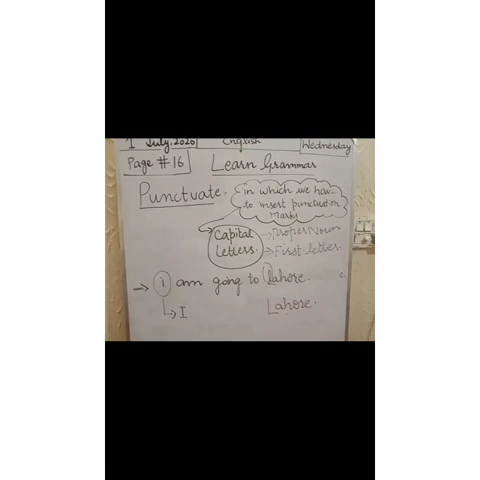 1 July, 2020 English Wednesday
Page # 16 Learn Grammar
Punctuate.
in which we hav
to insert punctuation
marks
Capital
Letters.
→ Proper Noun
→ First letter.
→ i am going to lahore.
↳ I Lahore.